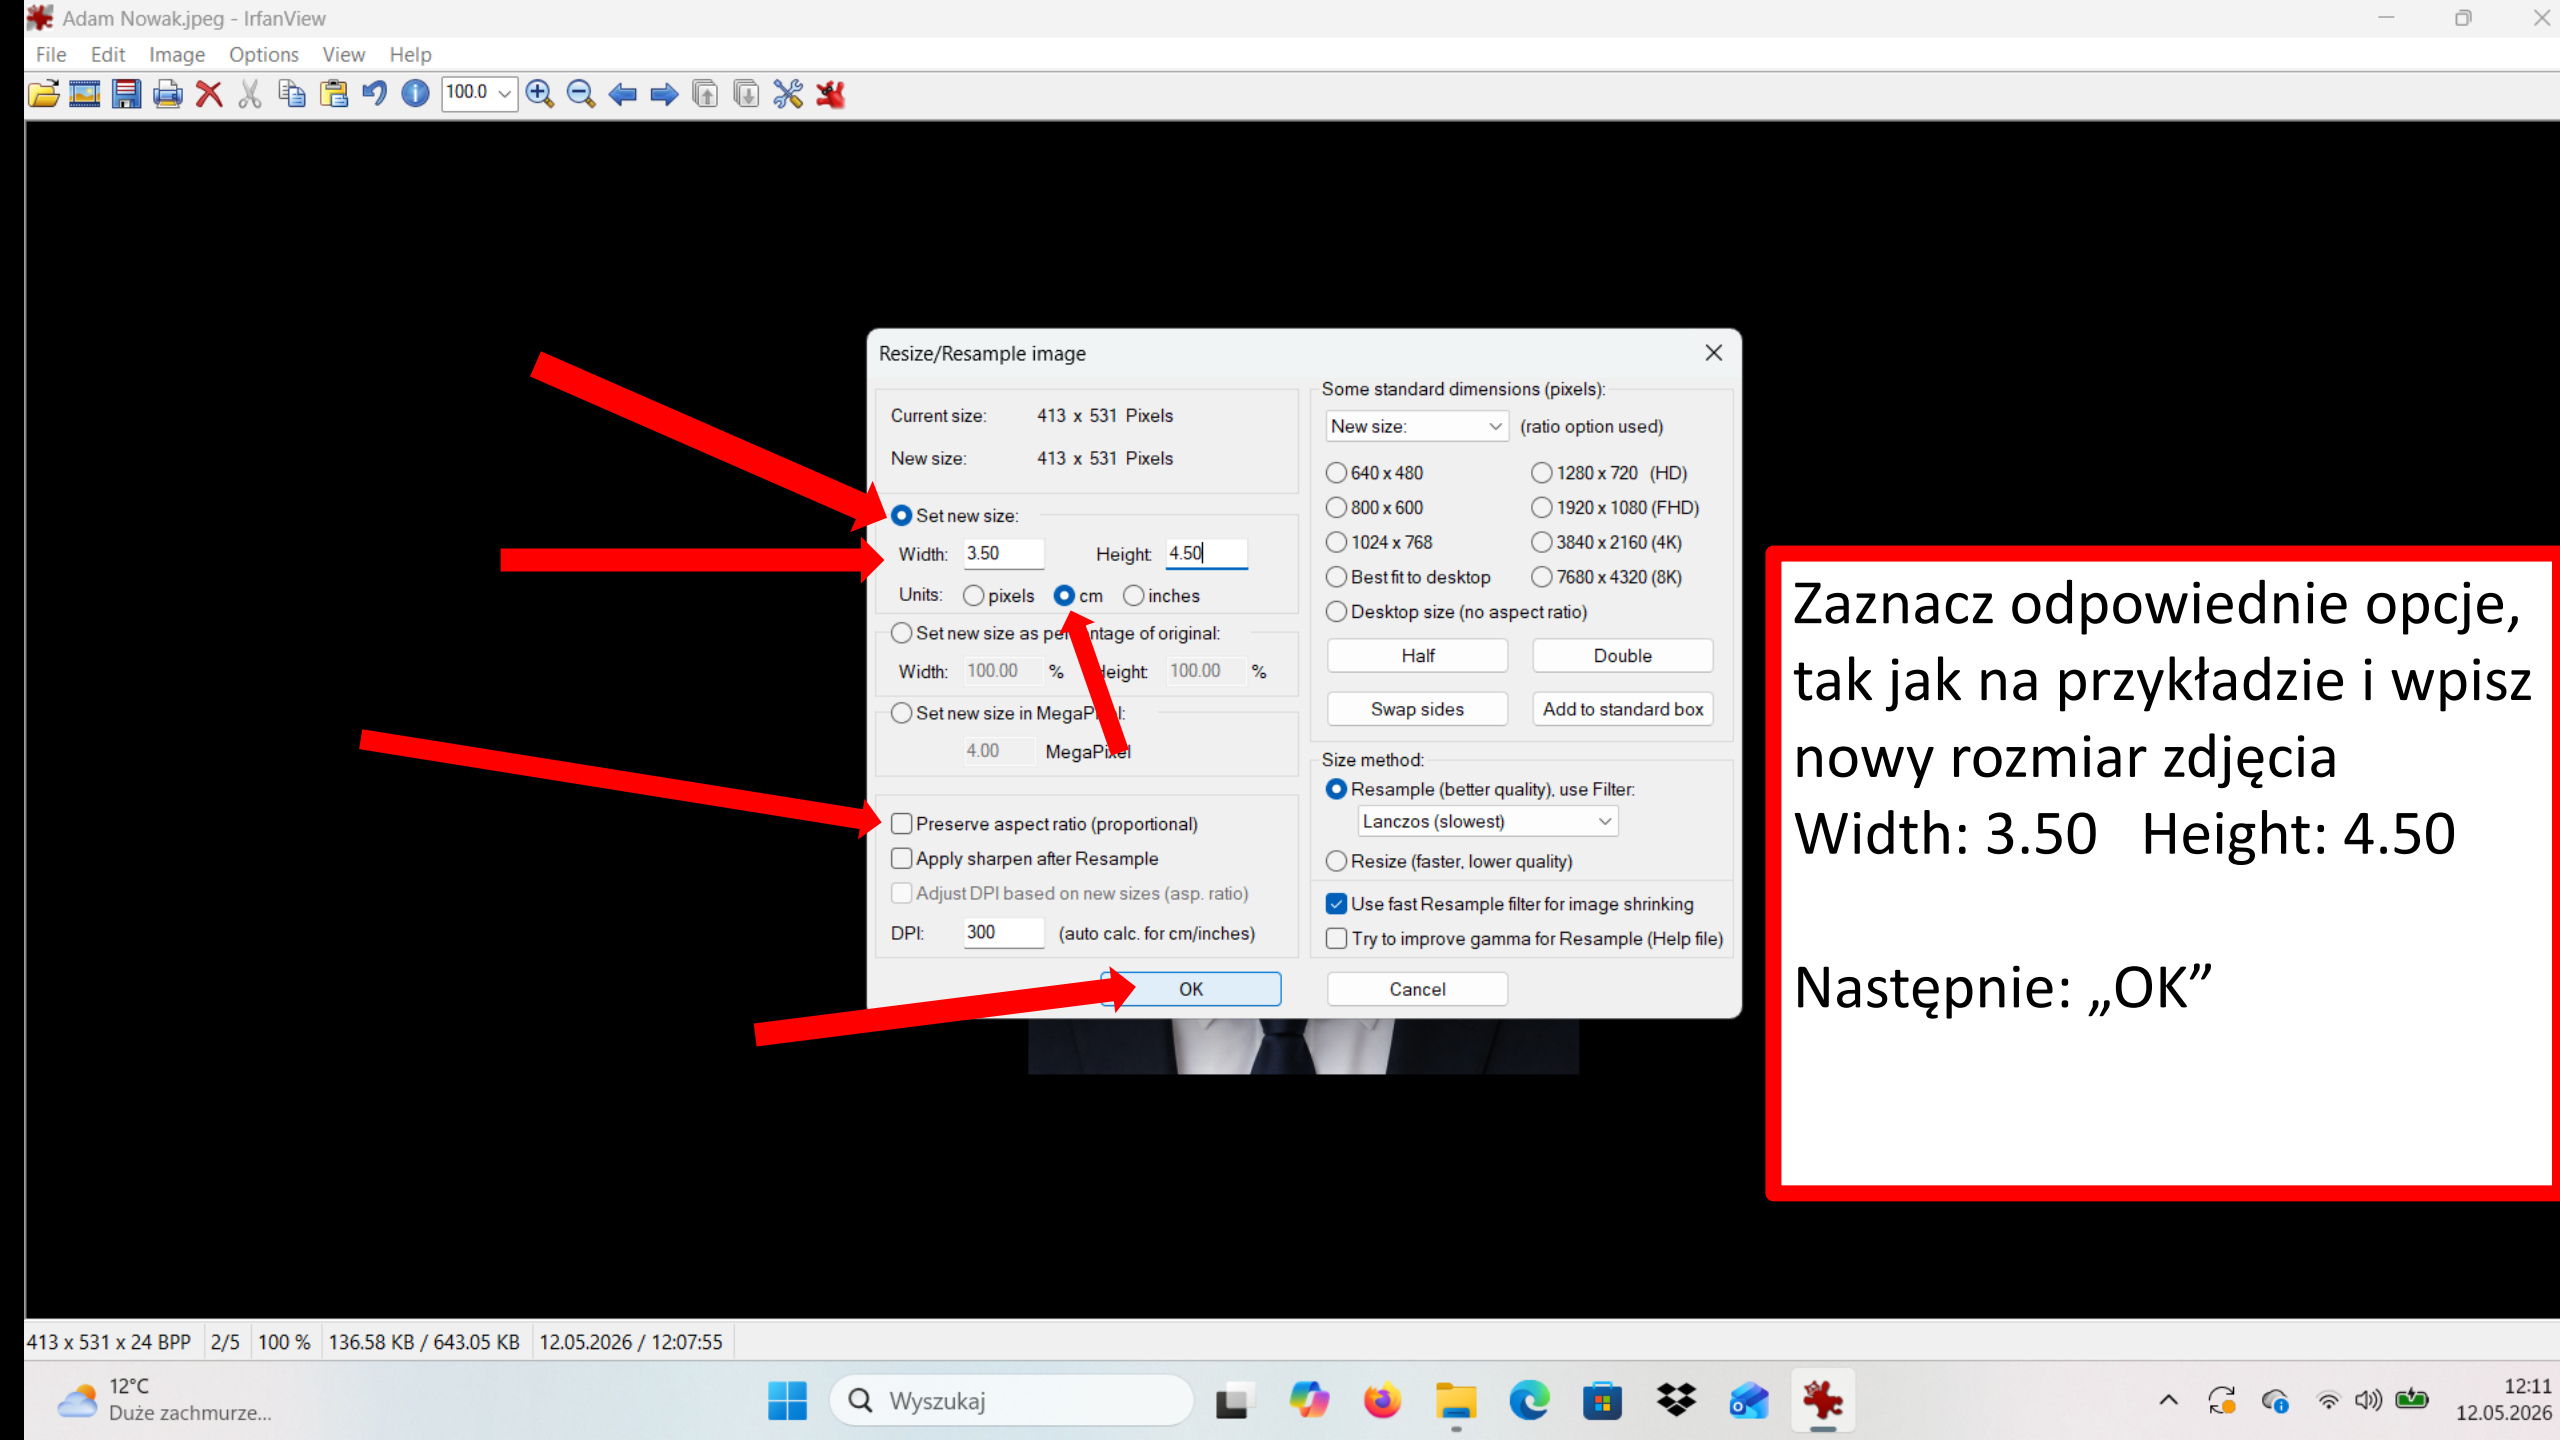 Adam Nowak.jpeg - IrfanView
File Edit Image Options View Help
100.0
Resize/Resample image
Current size: 413 x 531 Pixels
New size: 413 x 531 Pixels
Set new size:
Width: 3.50 Height: 4.50
Units: pixels cm inches
Set new size as percentage of original:
Width: 100.00 % Height: 100.00 %
Set new size in MegaPixel:
4.00 MegaPixel
Preserve aspect ratio (proportional)
Apply sharpen after Resample
Adjust DPI based on new sizes (asp. ratio)
DPI: 300 (auto calc. for cm/inches)
OK
Some standard dimensions (pixels):
New size: (ratio option used)
640 x 480 1280 x 720 (HD)
800 x 600 1920 x 1080 (FHD)
1024 x 768 3840 x 2160 (4K)
Best fit to desktop 7680 x 4320 (8K)
Desktop size (no aspect ratio)
Half Double
Swap sides Add to standard box
Size method:
Resample (better quality), use Filter:
Lanczos (slowest)
Resize (faster, lower quality)
Use fast Resample filter for image shrinking
Try to improve gamma for Resample (Help file)
Cancel
Zaznacz odpowiednie opcje,
tak jak na przykładzie i wpisz
nowy rozmiar zdjęcia
Width: 3.50 Height: 4.50
Następnie: „OK”
413 x 531 x 24 BPP 2/5 100 % 136.58 KB / 643.05 KB 12.05.2026 / 12:07:55
12°C
Duże zachmurze...
Wyszukaj
12:11
12.05.2026